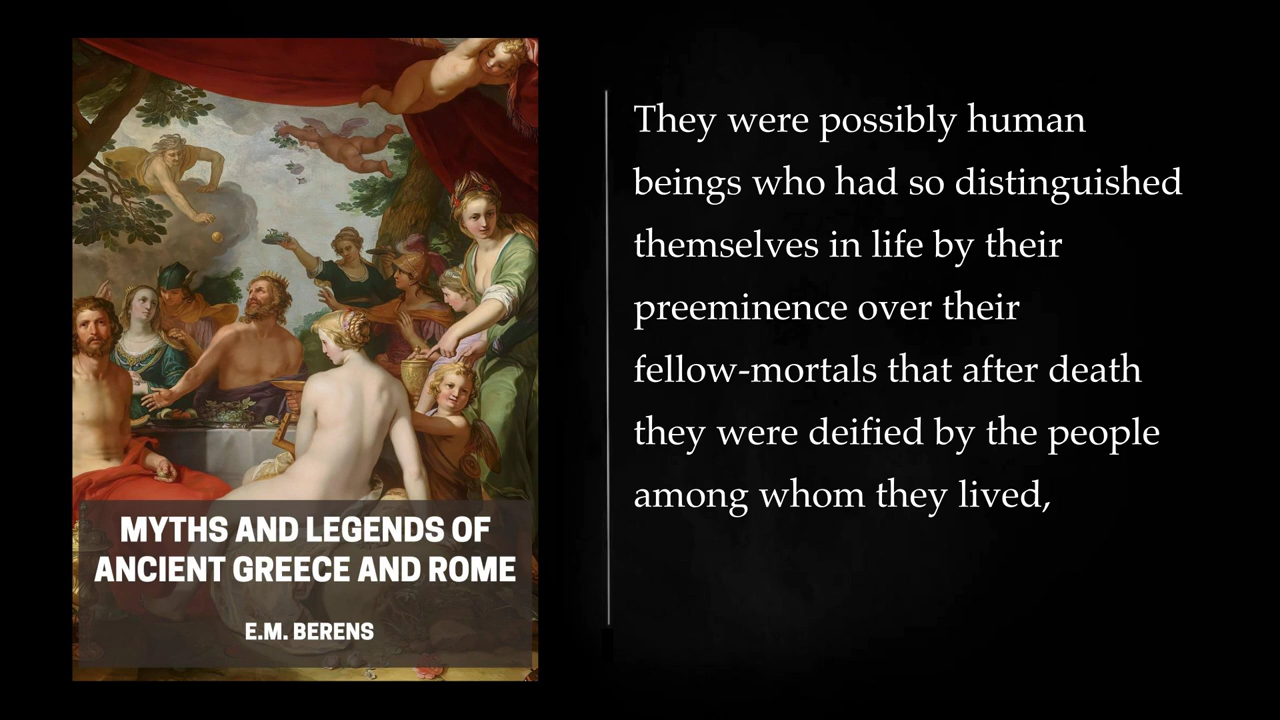 MYTHS AND LEGENDS OF
ANCIENT GREECE AND ROME
E.M. BERENS
They were possibly human
beings who had so distinguished
themselves in life by their
preeminence over their
fellow-mortals that after death
they were deified by the people
among whom they lived,